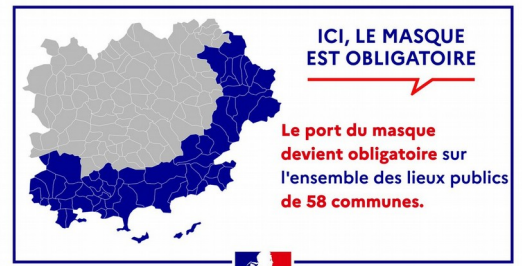 ICI, LE MASQUE
EST OBLIGATOIRE
Le port du masque
devient obligatoire sur
l'ensemble des lieux publics
de 58 communes.